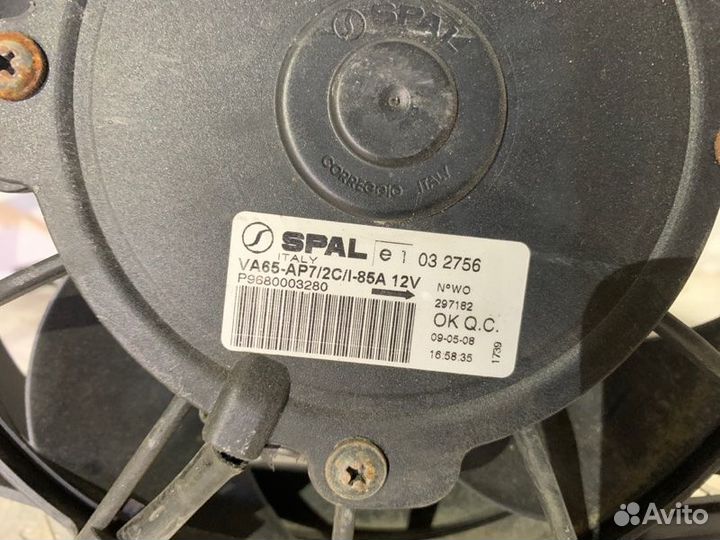 SPAL
CORREGGIO ITALY
SPAL e1 03 2756
ITALY
VA65-AP7/2C/I-85A 12V
P9680003280
N°WO
297182
OK Q.C.
09-05-08
16:58:35
1739
Avito